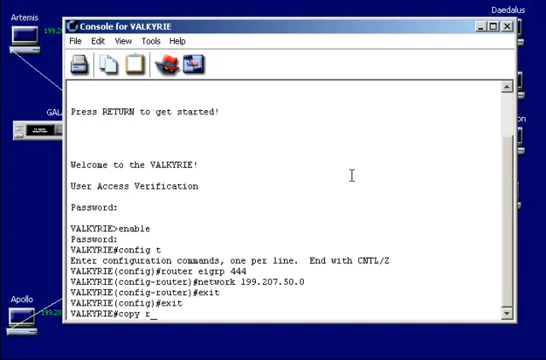 Artemis
Daedalus
Console for VALKYRIE
File Edit View Tools Help
Press RETURN to get started!
Welcome to the VALKYRIE!
User Access Verification
Password:
VALKYRIE>enable
Password:
VALKYRIE#config t
Enter configuration commands, one per line. End with CNTL/Z
VALKYRIE(config)#router eigrp 444
VALKYRIE(config-router)#network 199.207.50.0
VALKYRIE(config-router)#exit
VALKYRIE(config)#exit
VALKYRIE#copy r_
Apollo